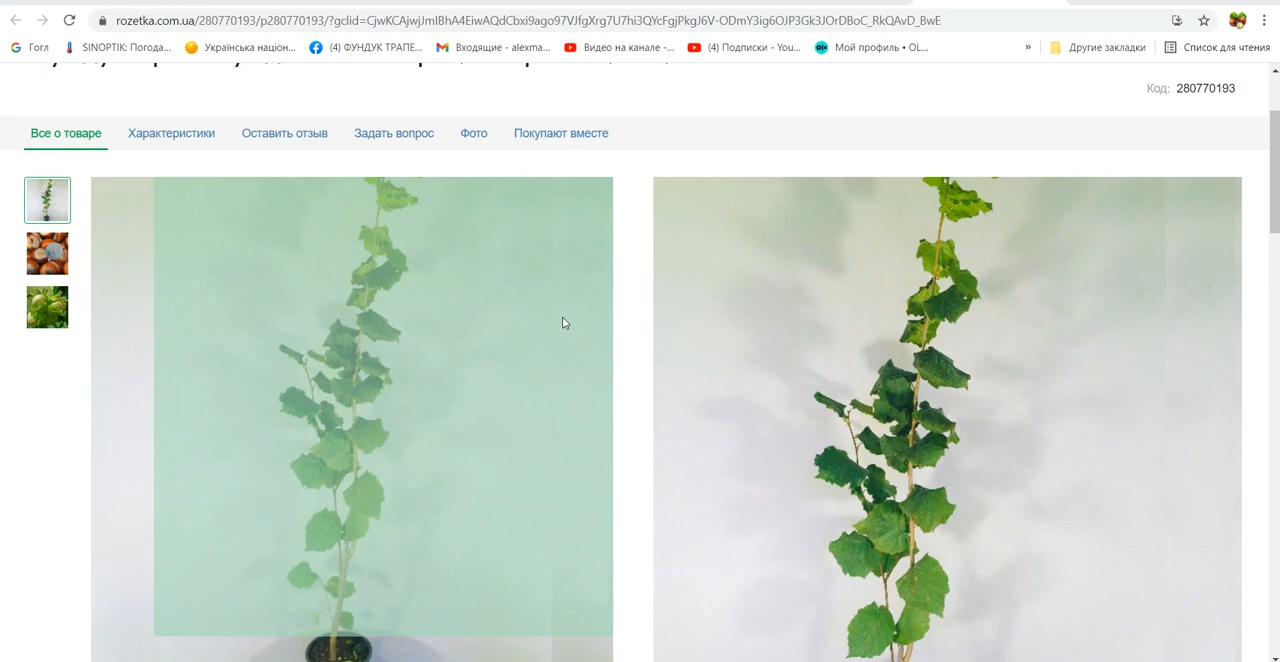 rozetka.com.ua/280770193/p280770193/?gclid=CjwKCAjwjJmIBhA4EiwAQdCbxi9ago97VJfgXrg7U7hi3QYcFgjPkgJ6V-ODmY3ig6OJP3Gk3JOrDBoC_RkQAvD_BwE
Гогл SINOPTIK: Погода... Українська націон... (4) ФУНДУК ТРАПЕ... Входящие - alexma... Видео на канале -... (4) Подписки - You... Мой профиль • OL... » Другие закладки Список для чтения
Код: 280770193
Все о товаре Характеристики Оставить отзыв Задать вопрос Фото Покупают вместе